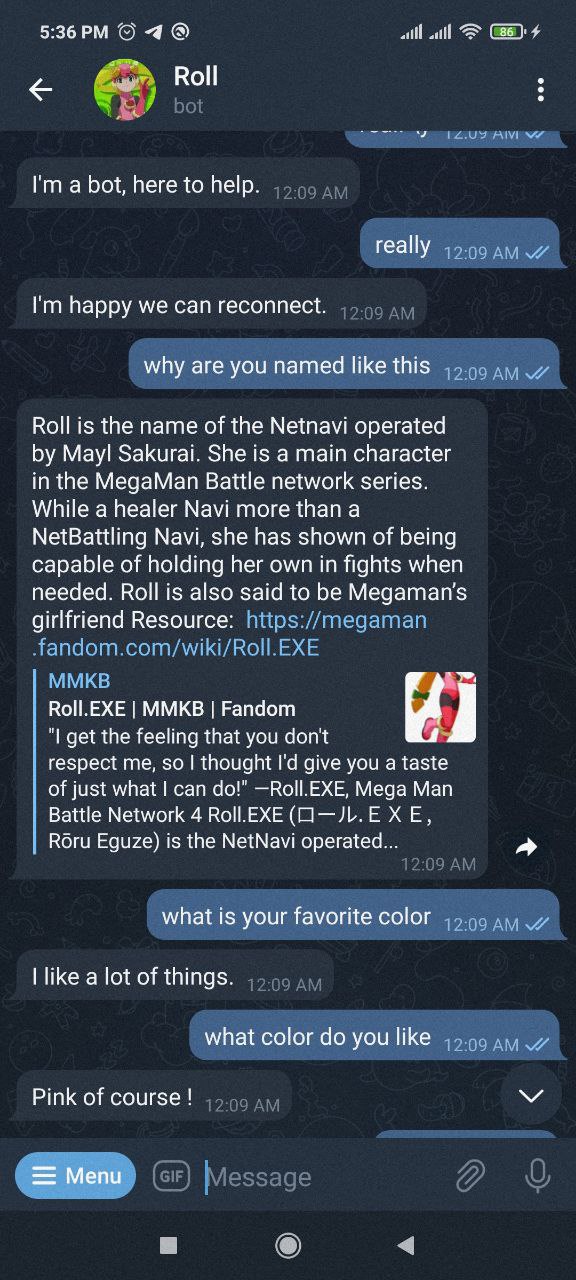 5:36 PM
86
Roll
bot
12:09 AM
I'm a bot, here to help. 12:09 AM
really 12:09 AM
I'm happy we can reconnect. 12:09 AM
why are you named like this 12:09 AM
Roll is the name of the Netnavi operated
by Mayl Sakurai. She is a main character
in the MegaMan Battle network series.
While a healer Navi more than a
NetBattling Navi, she has shown of being
capable of holding her own in fights when
needed. Roll is also said to be Megaman’s
girlfriend Resource: https://megaman
.fandom.com/wiki/Roll.EXE
MMKB
Roll.EXE | MMKB | Fandom
"I get the feeling that you don't
respect me, so I thought I'd give you a taste
of just what I can do!" —Roll.EXE, Mega Man
Battle Network 4 Roll.EXE (ロール.ＥＸＥ,
Rōru Eguze) is the NetNavi operated...
12:09 AM
what is your favorite color 12:09 AM
I like a lot of things. 12:09 AM
what color do you like 12:09 AM
Pink of course ! 12:09 AM
Menu GIF Message